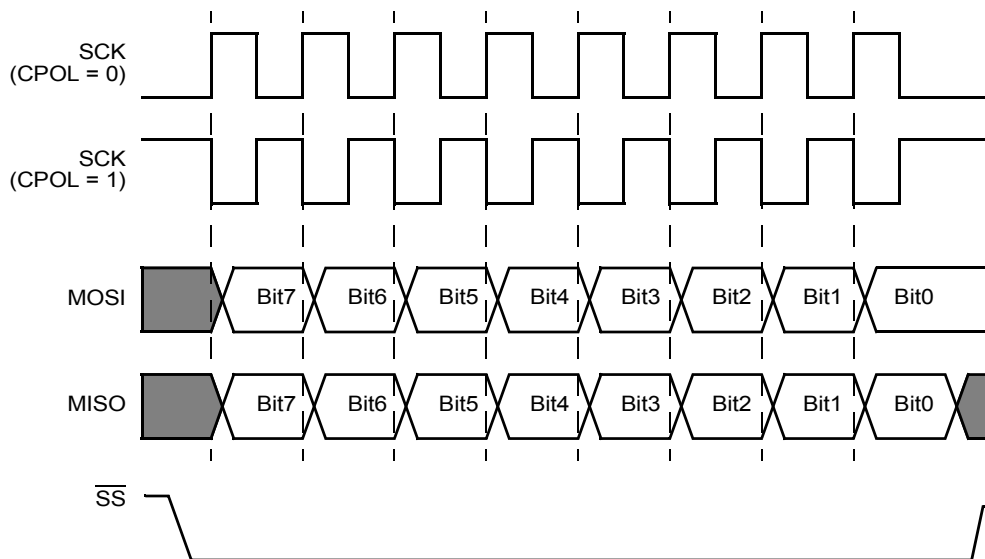 SCK
(CPOL = 0)
SCK
(CPOL = 1)
MOSI Bit7 Bit6 Bit5 Bit4 Bit3 Bit2 Bit1 Bit0
MISO Bit7 Bit6 Bit5 Bit4 Bit3 Bit2 Bit1 Bit0
S̅S̅